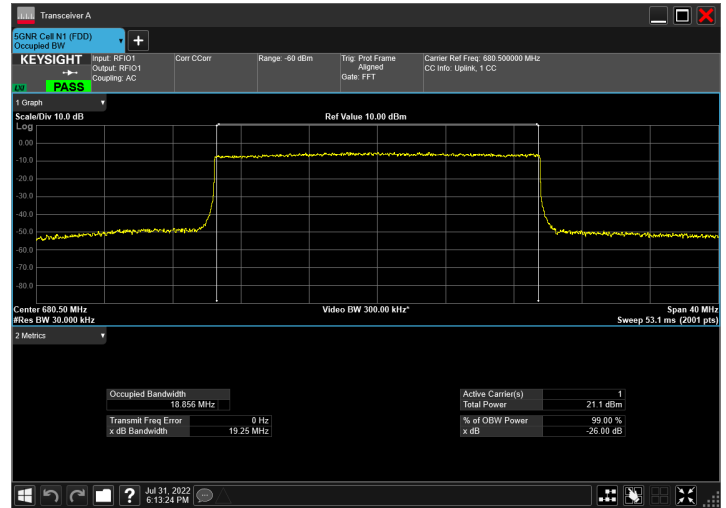 Transceiver A
5GNR Cell N1 (FDD)
Occupied BW
KEYSIGHT
LXI
PASS
Input: RFIO1
Output: RFIO1
Coupling: AC
Corr CCorr
Range: -60 dBm
Trig: Prot Frame
Aligned
Gate: FFT
Carrier Ref Freq: 680.500000 MHz
CC Info: Uplink, 1 CC
1 Graph
Scale/Div 10.0 dB
Ref Value 10.00 dBm
Log
0.00
-10.0
-20.0
-30.0
-40.0
-50.0
-60.0
-70.0
-80.0
Center 680.50 MHz
Video BW 300.00 kHz*
Span 40 MHz
#Res BW 30.000 kHz
Sweep 53.1 ms (2001 pts)
2 Metrics
Occupied Bandwidth
18.856 MHz
Transmit Freq Error 0 Hz
x dB Bandwidth 19.25 MHz
Active Carrier(s) 1
Total Power 21.1 dBm
% of OBW Power 99.00 %
x dB -26.00 dB
Jul 31, 2022
6:13:24 PM